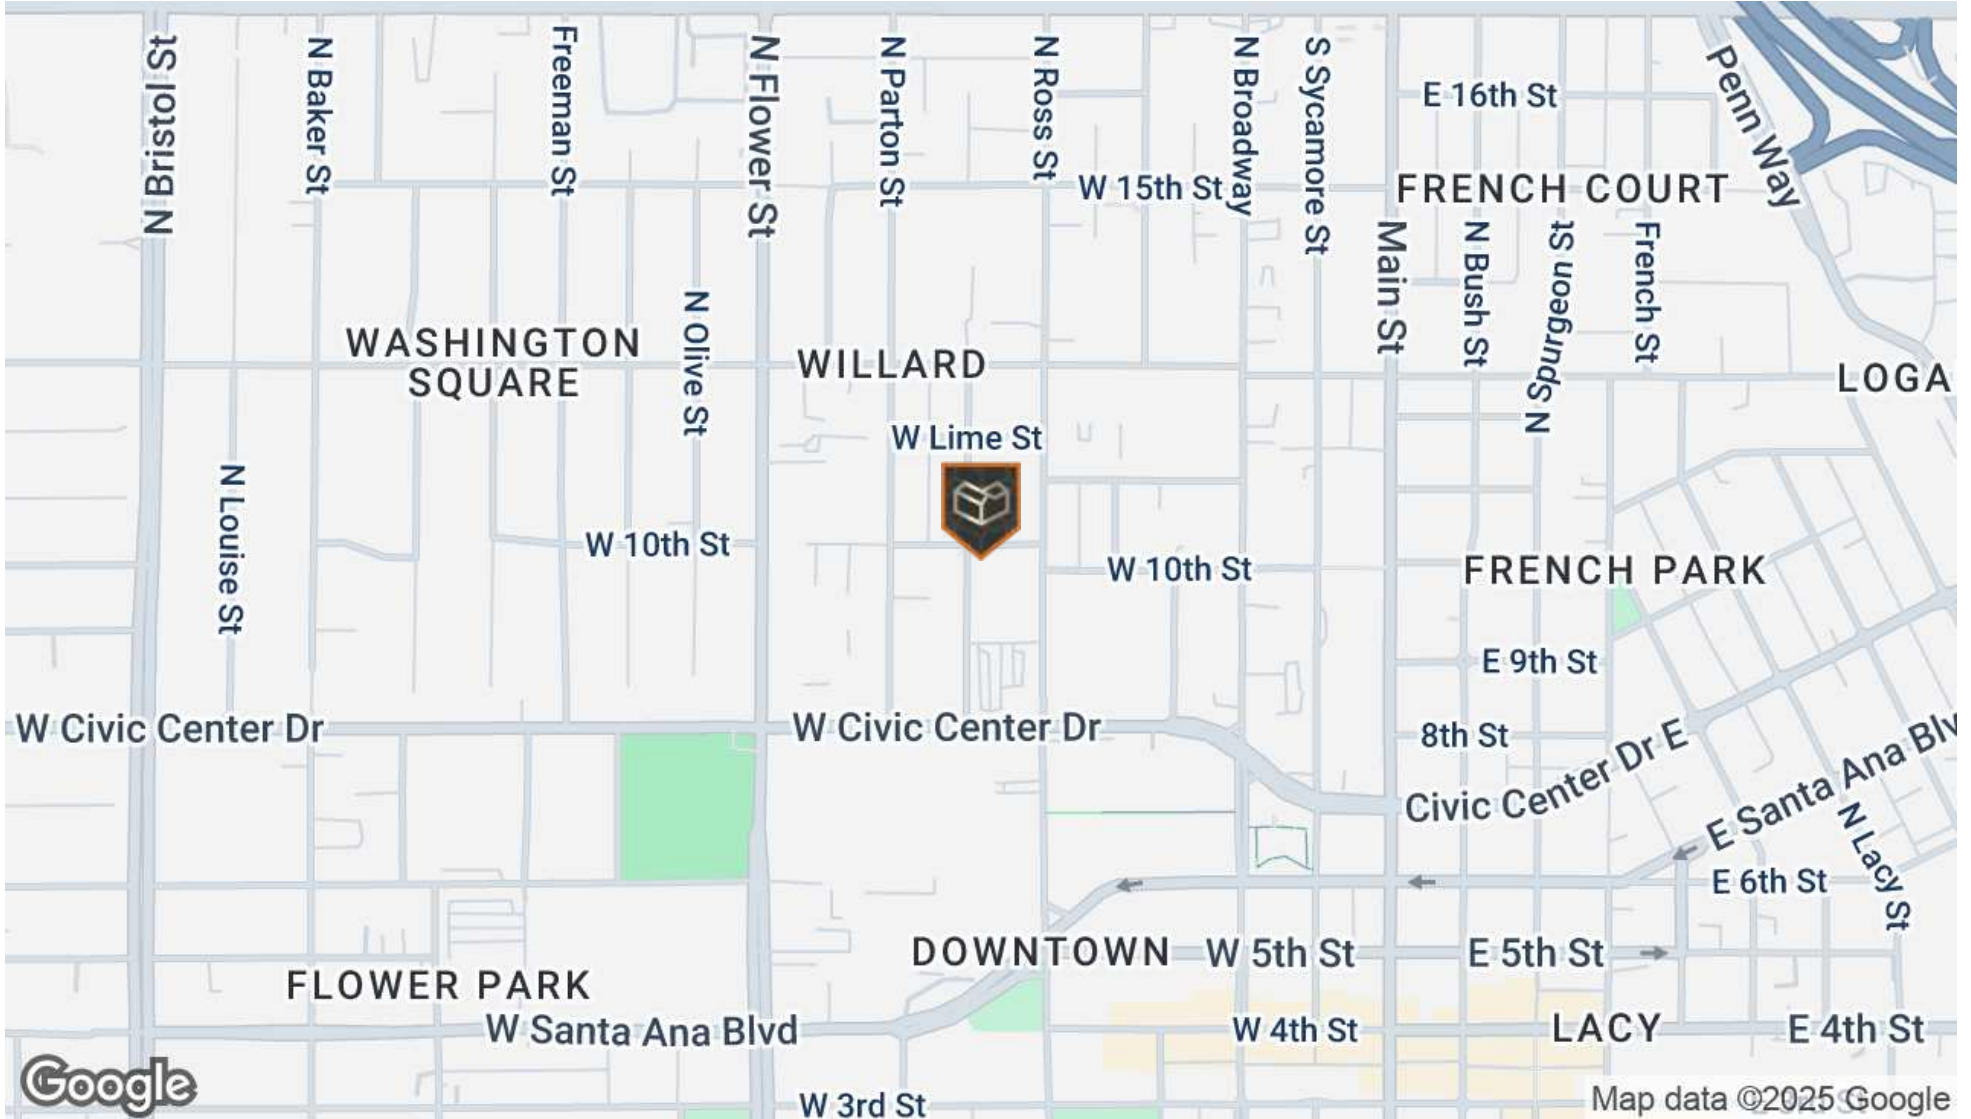 N Bristol St
N Baker St
Freeman St
N Flower St
N Parton St
N Ross St
N Broadway
S Sycamore St
E 16th St
Penn Way
W 15th St
FRENCH COURT
Main St
N Bush St
N Spurgeon St
French St
N Olive St
WASHINGTON
SQUARE
WILLARD
LOGA
W Lime St
N Louise St
W 10th St
W 10th St
FRENCH PARK
E 9th St
W Civic Center Dr
W Civic Center Dr
8th St
Civic Center Dr E
E Santa Ana Blv
N Lacy St
E 6th St
DOWNTOWN
W 5th St
E 5th St
FLOWER PARK
W Santa Ana Blvd
W 4th St
LACY
E 4th St
Google
W 3rd St
Map data ©2025 Google